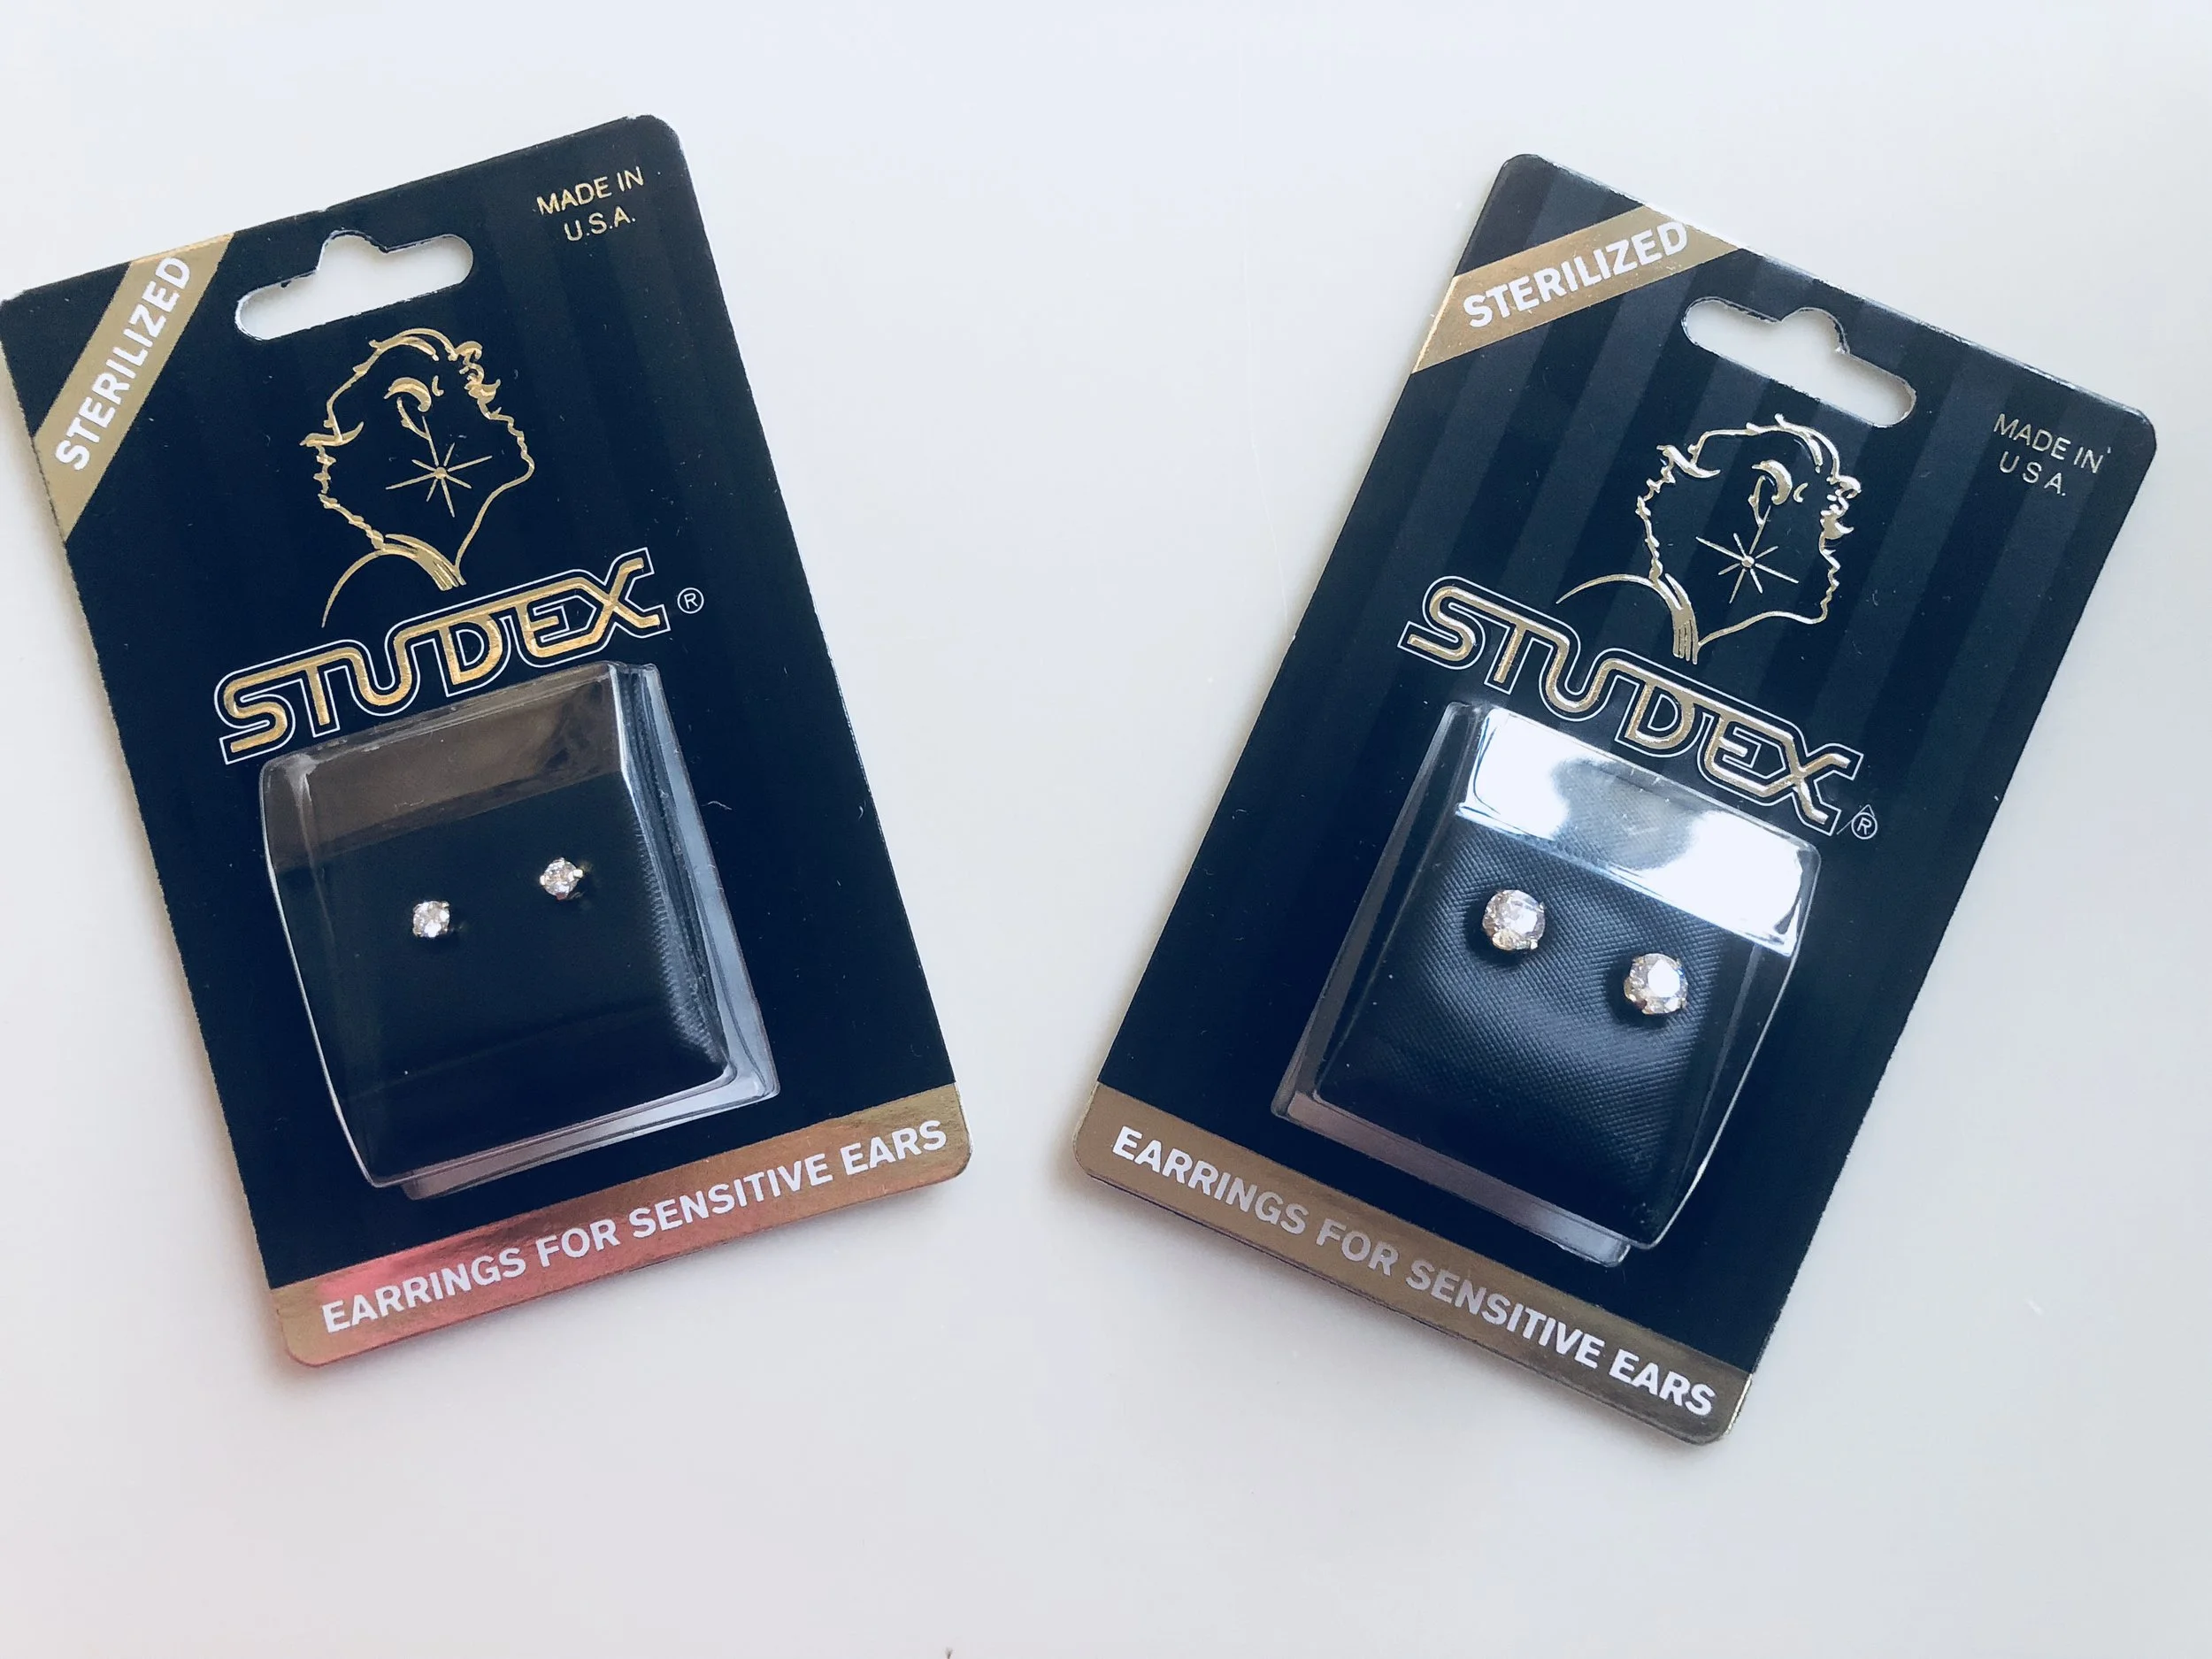 STERILIZED
MADE IN
U.S.A.
STUDEX®
EARRINGS FOR SENSITIVE EARS
STERILIZED
MADE IN
U.S.A.
STUDEX®
EARRINGS FOR SENSITIVE EARS